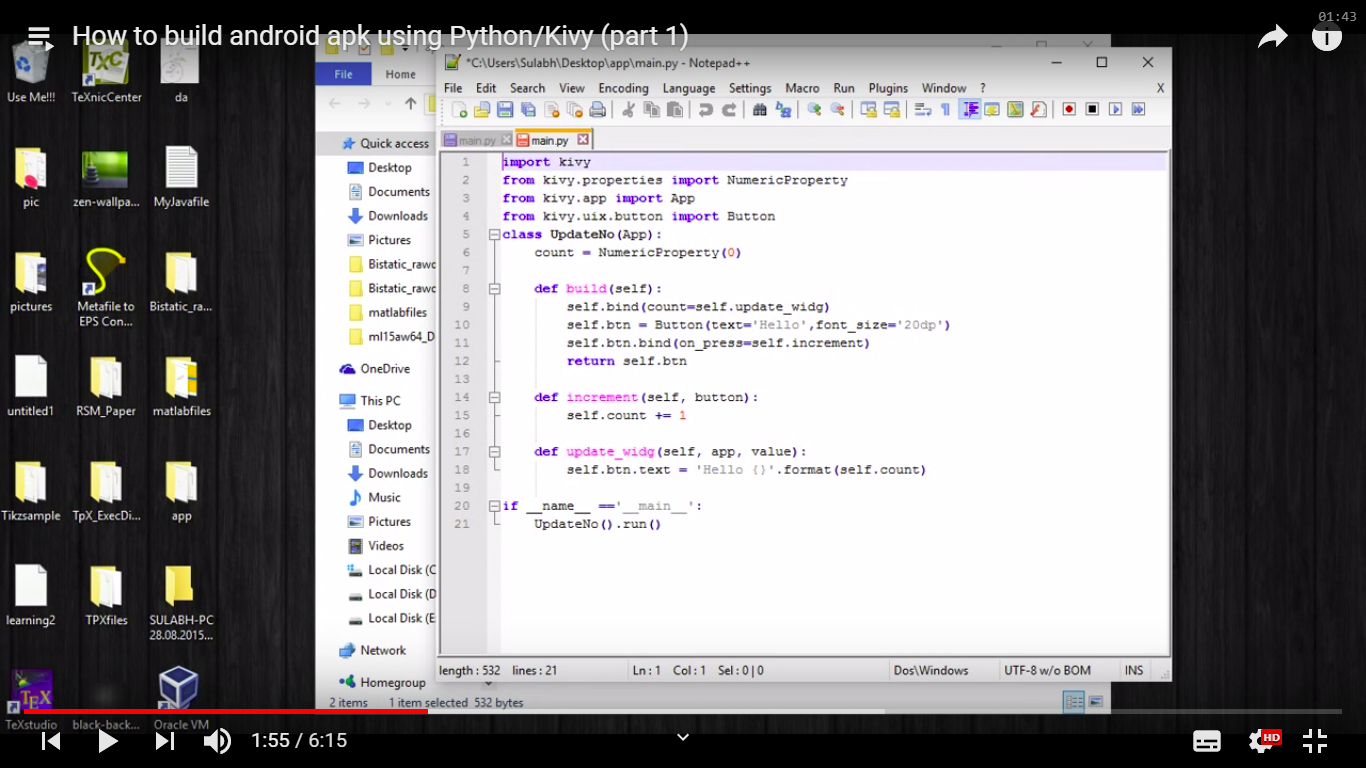 01:43
How to build android apk using Python/Kivy (part 1)
Use Me!!!
TeXnicCenter
da
pic
zen-wallpa...
MyJavafile
pictures
Metafile to EPS Con...
Bistatic_ra...
untitled1
RSM_Paper
matlabfiles
Tikzsample
TpX_ExecDi...
app
learning2
TPXfiles
SULABH-PC 28.08.2015...
TeXstudio
black-back...
Oracle VM
File
Home
Quick access
Desktop
Documents
Downloads
Pictures
Bistatic_rawd
Bistatic_rawd
matlabfiles
ml15aw64_D
OneDrive
This PC
Desktop
Documents
Downloads
Music
Pictures
Videos
Local Disk (C
Local Disk (D
Local Disk (E
Network
Homegroup
2 items 1 item selected 532 bytes
*C:\Users\Sulabh\Desktop\app\main.py - Notepad++
File Edit Search View Encoding Language Settings Macro Run Plugins Window ? X
main.py main.py
1 import kivy
2 from kivy.properties import NumericProperty
3 from kivy.app import App
4 from kivy.uix.button import Button
5 class UpdateNo(App):
6     count = NumericProperty(0)
7
8     def build(self):
9         self.bind(count=self.update_widg)
10         self.btn = Button(text='Hello',font_size='20dp')
11         self.btn.bind(on_press=self.increment)
12         return self.btn
13
14     def increment(self, button):
15         self.count += 1
16
17     def update_widg(self, app, value):
18         self.btn.text = 'Hello {}'.format(self.count)
19
20 if __name__ =='__main__':
21     UpdateNo().run()
length : 532 lines : 21 Ln : 1 Col : 1 Sel : 0 | 0 Dos\Windows UTF-8 w/o BOM INS
1:55 / 6:15
HD